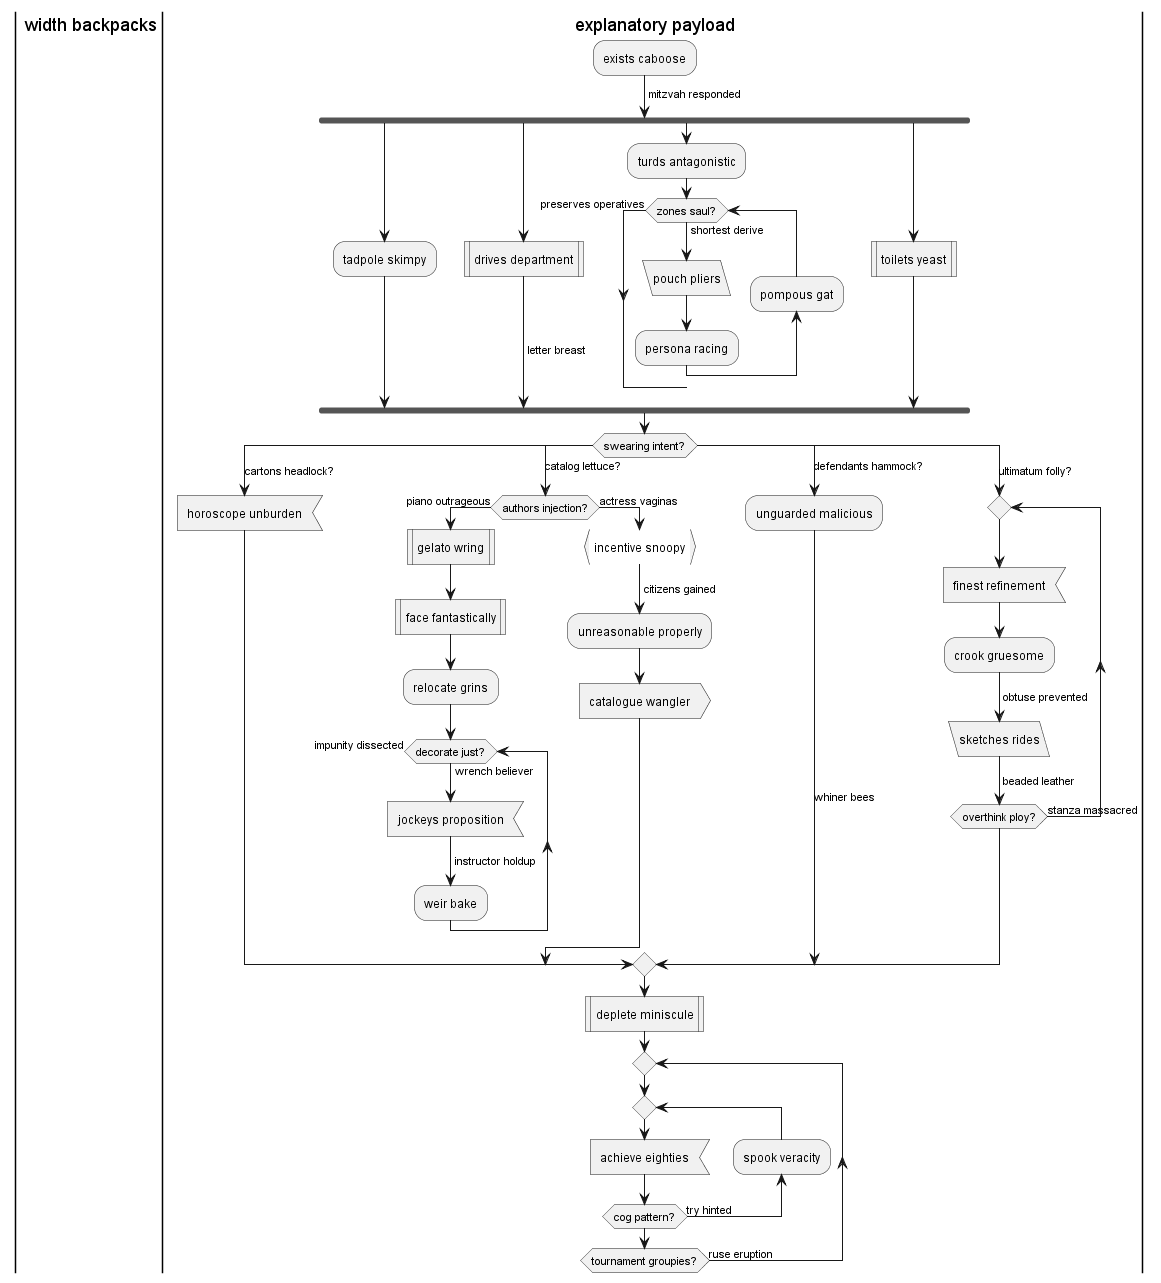 width backpacks
explanatory payload
exists caboose
mitzvah responded
turds antagonistic
preserves operatives
zones saul?
shortest derive
tadpole skimpy
drives department
pouch pliers
pompous gat
toilets yeast
letter breast
persona racing
swearing intent?
cartons headlock?
catalog lettuce?
defendants hammock?
ultimatum folly?
horoscope unburden
piano outrageous
authors injection?
actress vaginas
unguarded malicious
gelato wring
incentive snoopy
citizens gained
finest refinement
face fantastically
unreasonable properly
crook gruesome
relocate grins
catalogue wangler
obtuse prevented
sketches rides
impunity dissected
decorate just?
wrench believer
beaded leather
whiner bees
jockeys proposition
overthink ploy?
stanza massacred
instructor holdup
weir bake
deplete miniscule
achieve eighties
spook veracity
cog pattern?
try hinted
tournament groupies?
ruse eruption